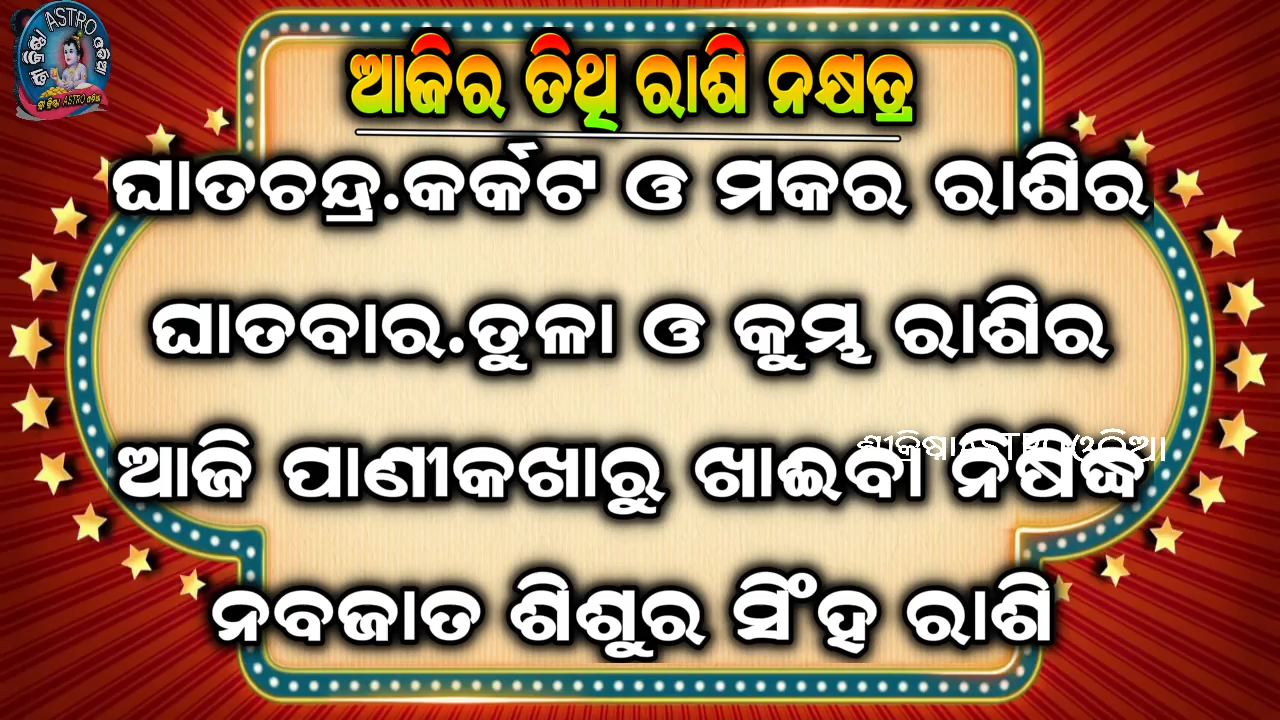 ଆଜିର ତିଥି ରାଶି ନକ୍ଷତ୍ର
ଘାତଚନ୍ଦ୍ର.କର୍କଟ ଓ ମକର ରାଶିର
ଘାତବାର.ତୁଳା ଓ କୁମ୍ଭ ରାଶିର
ଆଜି ପାଣୀକଖାରୁ ଖାଇବା ନିଷିଦ୍ଧ
ନବଜାତ ଶିଶୁର ସିଂହ ରାଶି